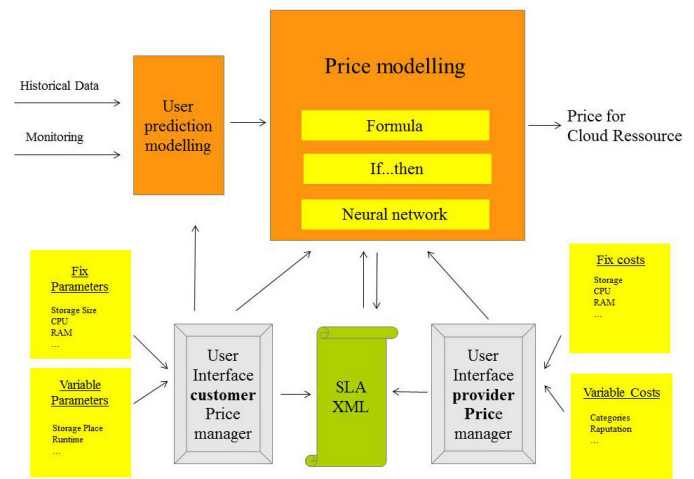 Historical Data
Monitoring
User
prediction
modelling
Price modelling
Formula
If...then
Neural network
Price for
Cloud Ressource
Fix
Parameters
Storage Size
CPU
RAM
...
Variable
Parameters
Storage Place
Runtime
...
User
Interface
customer
Price
manager
SLA
XML
User
Interface
provider
Price
manager
Fix costs
Storage
CPU
RAM
...
Variable Costs
Categories
Raputation
...